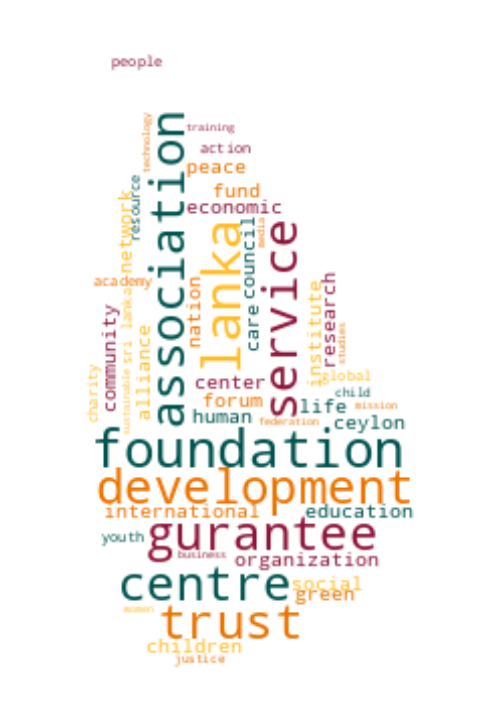 people
technology
association
training
action
resource
peace
network
fund
economic
lanka
council
media
service
academy
nation
care
institute
research
studies
community
sri lanka
alliance
charity
sustainable
center
global
forum
life
child
mission
human
federation
ceylon
foundation
development
international
education
youth
gurantee
business
organization
centre
social
green
women
trust
children
justice